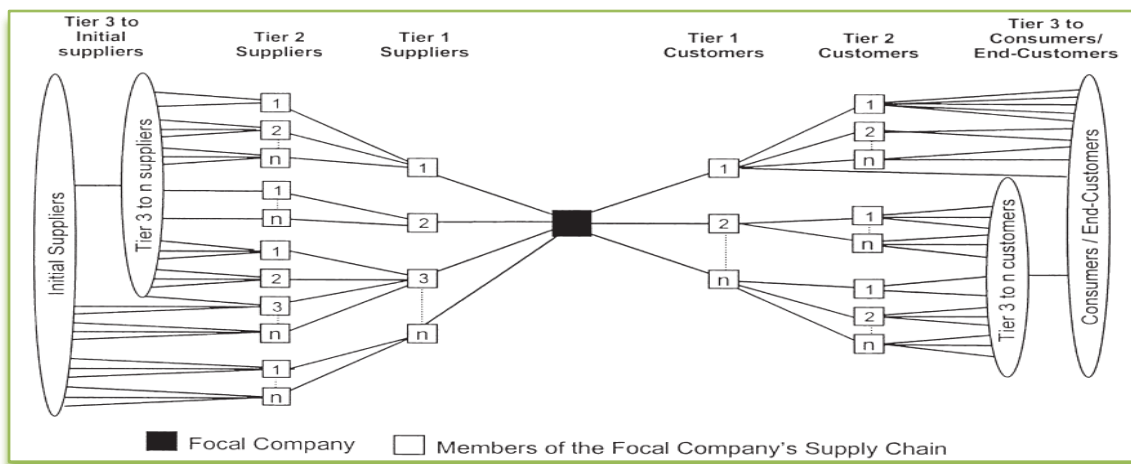 Tier 3 to
Initial
suppliers
Tier 2
Suppliers
Tier 1
Suppliers
Tier 1
Customers
Tier 2
Customers
Tier 3 to
Consumers/
End-Customers
Initial Suppliers
Tier 3 to n suppliers
1
2
n
1
n
1
2
3
n
1
n
1
2
3
n
1
2
n
1
2
n
1
n
1
2
n
Tier 3 to n customers
Consumers / End-Customers
Focal Company
Members of the Focal Company's Supply Chain